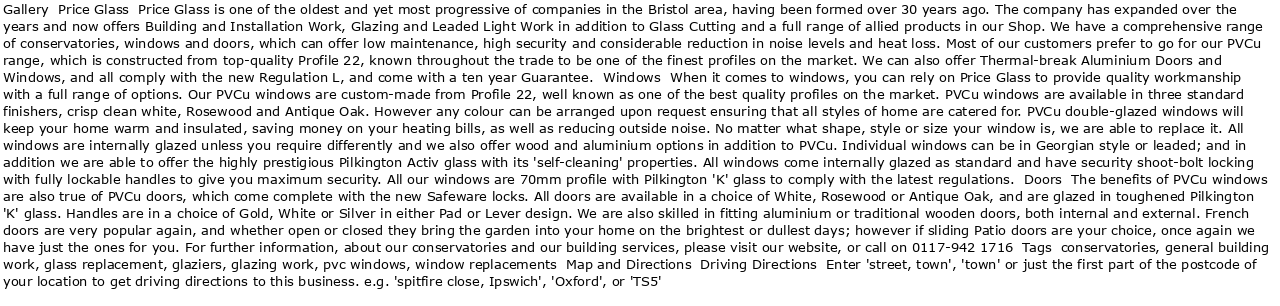 Gallery  Price Glass  Price Glass is one of the oldest and yet most progressive of companies in the Bristol area, having been formed over 30 years ago. The company has expanded over the
years and now offers Building and Installation Work, Glazing and Leaded Light Work in addition to Glass Cutting and a full range of allied products in our Shop. We have a comprehensive range
of conservatories, windows and doors, which can offer low maintenance, high security and considerable reduction in noise levels and heat loss. Most of our customers prefer to go for our PVCu
range, which is constructed from top-quality Profile 22, known throughout the trade to be one of the finest profiles on the market. We can also offer Thermal-break Aluminium Doors and
Windows, and all comply with the new Regulation L, and come with a ten year Guarantee.  Windows  When it comes to windows, you can rely on Price Glass to provide quality workmanship
with a full range of options. Our PVCu windows are custom-made from Profile 22, well known as one of the best quality profiles on the market. PVCu windows are available in three standard
finishers, crisp clean white, Rosewood and Antique Oak. However any colour can be arranged upon request ensuring that all styles of home are catered for. PVCu double-glazed windows will
keep your home warm and insulated, saving money on your heating bills, as well as reducing outside noise. No matter what shape, style or size your window is, we are able to replace it. All
windows are internally glazed unless you require differently and we also offer wood and aluminium options in addition to PVCu. Individual windows can be in Georgian style or leaded; and in
addition we are able to offer the highly prestigious Pilkington Activ glass with its 'self-cleaning' properties. All windows come internally glazed as standard and have security shoot-bolt locking
with fully lockable handles to give you maximum security. All our windows are 70mm profile with Pilkington 'K' glass to comply with the latest regulations.  Doors  The benefits of PVCu windows
are also true of PVCu doors, which come complete with the new Safeware locks. All doors are available in a choice of White, Rosewood or Antique Oak, and are glazed in toughened Pilkington
'K' glass. Handles are in a choice of Gold, White or Silver in either Pad or Lever design. We are also skilled in fitting aluminium or traditional wooden doors, both internal and external. French
doors are very popular again, and whether open or closed they bring the garden into your home on the brightest or dullest days; however if sliding Patio doors are your choice, once again we
have just the ones for you. For further information, about our conservatories and our building services, please visit our website, or call on 0117-942 1716  Tags  conservatories, general building
work, glass replacement, glaziers, glazing work, pvc windows, window replacements  Map and Directions  Driving Directions  Enter 'street, town', 'town' or just the first part of the postcode of
your location to get driving directions to this business. e.g. 'spitfire close, Ipswich', 'Oxford', or 'TS5'